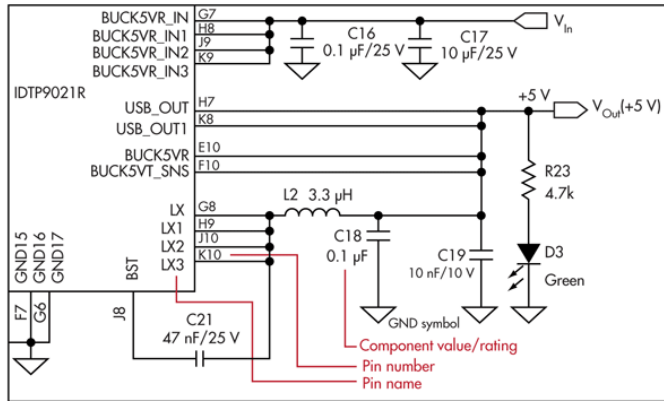 BUCK5VR_IN G7
BUCK5VR_IN1 H8
BUCK5VR_IN2 J9
BUCK5VR_IN3 K9
C16
0.1 µF/25 V
C17
10 µF/25 V
VIn
IDTP9021R
USB_OUT H7
USB_OUT1 K8
+5 V
VOut(+5 V)
BUCK5VR E10
BUCK5VT_SNS F10
R23
4.7k
LX G8
LX1 H9
LX2 J10
LX3 K10
L2 3.3 µH
C18
0.1 µF
C19
10 nF/10 V
D3
Green
GND15
GND16
GND17
BST
F7
G6
J8
C21
47 nF/25 V
GND symbol
Component value/rating
Pin number
Pin name